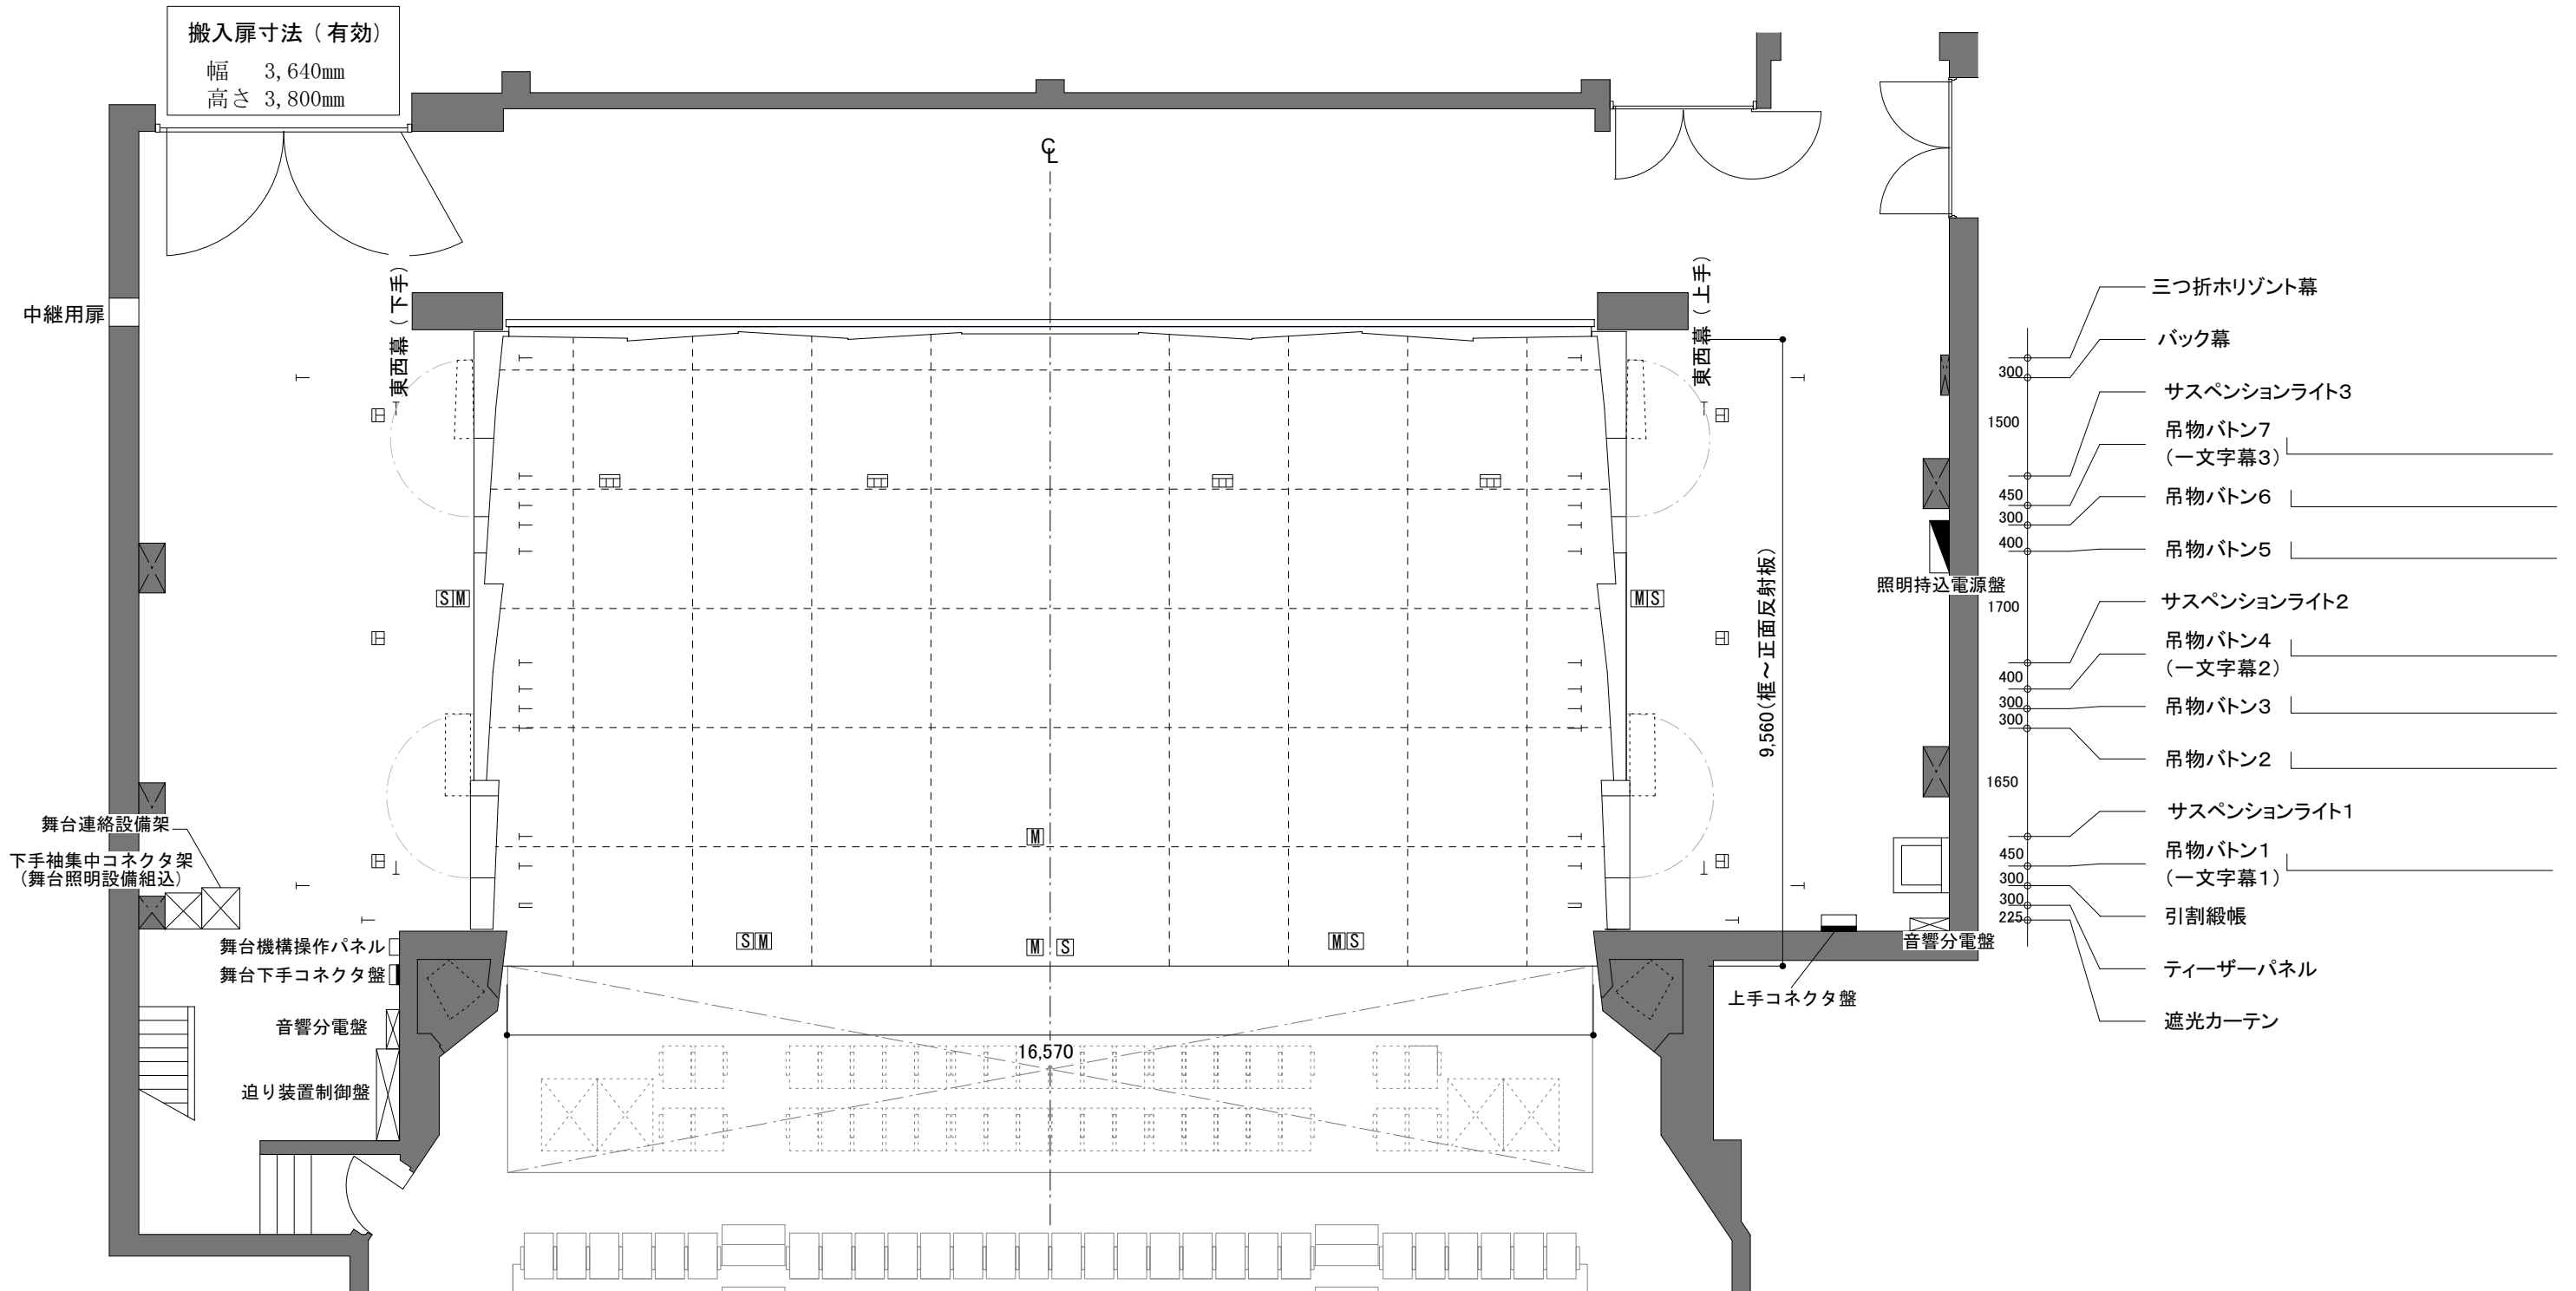 搬入扉寸法（有効）
幅 3,640mm
高さ 3,800mm
℄
中継用扉
東西幕（下手）
東西幕（上手）
三つ折ホリゾント幕
バック幕
300
サスペンションライト3
1500
吊物バトン7
（一文字幕3）
450
吊物バトン6
300
吊物バトン5
400
照明持込電源盤
サスペンションライト2
1700
吊物バトン4
（一文字幕2）
400
吊物バトン3
300
300
吊物バトン2
1650
サスペンションライト1
吊物バトン1
（一文字幕1）
450
300
引割緞帳
300
225
ティーザーパネル
遮光カーテン
9,560(框～正面反射板)
S M
M S
M
S M
M S
M S
舞台連絡設備架
下手袖集中コネクタ架
（舞台照明設備組込）
舞台機構操作パネル
舞台下手コネクタ盤
音響分電盤
迫り装置制御盤
音響分電盤
上手コネクタ盤
16,570